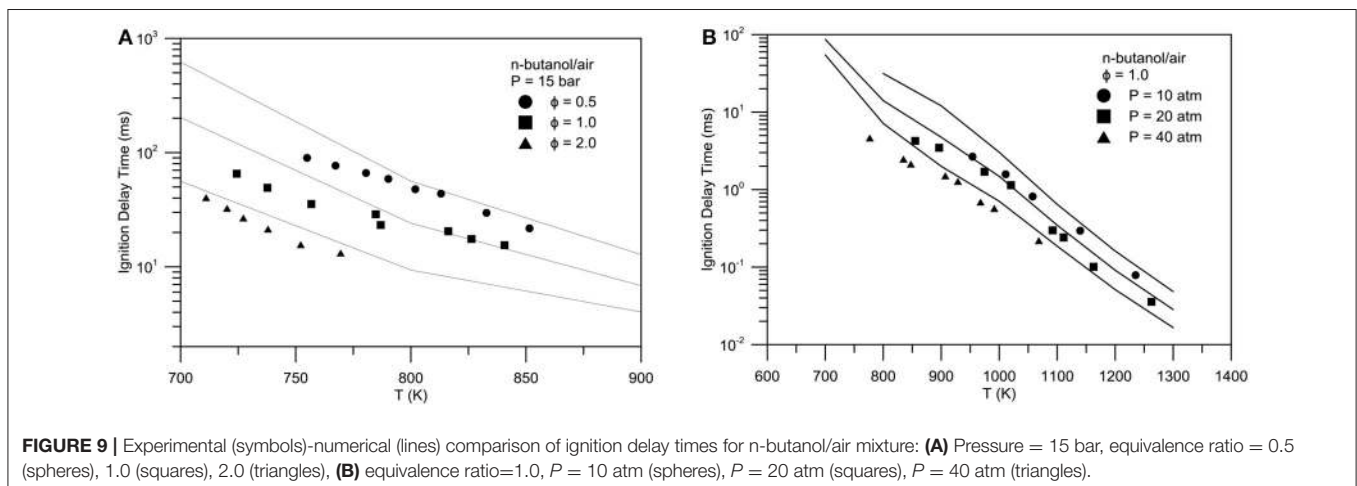 A
10³
10²
10¹
Ignition Delay Time (ms)
n-butanol/air
P = 15 bar
ϕ = 0.5
ϕ = 1.0
ϕ = 2.0
700 750 800 850 900
T (K)
B
10²
10¹
10⁰
10⁻¹
10⁻²
Ignition Delay Time (ms)
n-butanol/air
ϕ = 1.0
P = 10 atm
P = 20 atm
P = 40 atm
600 700 800 900 1000 1100 1200 1300 1400
T (K)
FIGURE 9 | Experimental (symbols)-numerical (lines) comparison of ignition delay times for n-butanol/air mixture: (A) Pressure = 15 bar, equivalence ratio = 0.5
(spheres), 1.0 (squares), 2.0 (triangles), (B) equivalence ratio=1.0, P = 10 atm (spheres), P = 20 atm (squares), P = 40 atm (triangles).